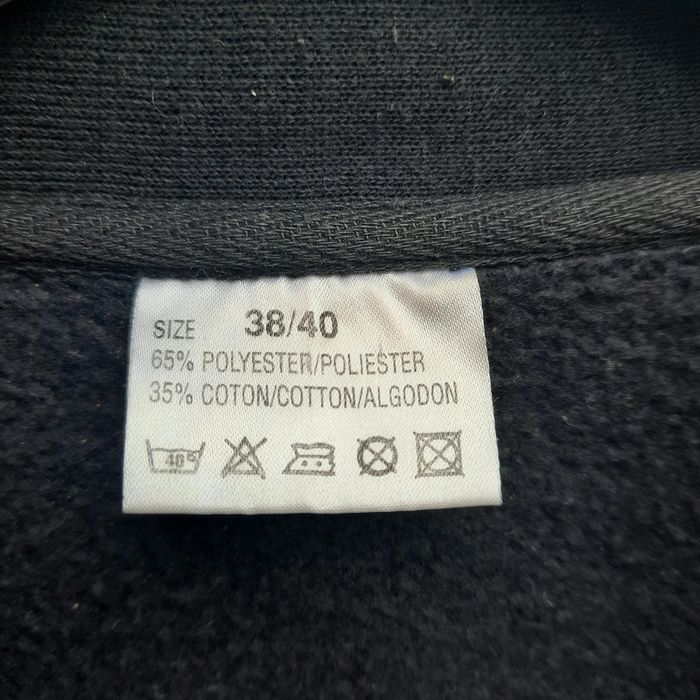 SIZE 38/40
65% POLYESTER/POLIESTER
35% COTON/COTTON/ALGODON
40